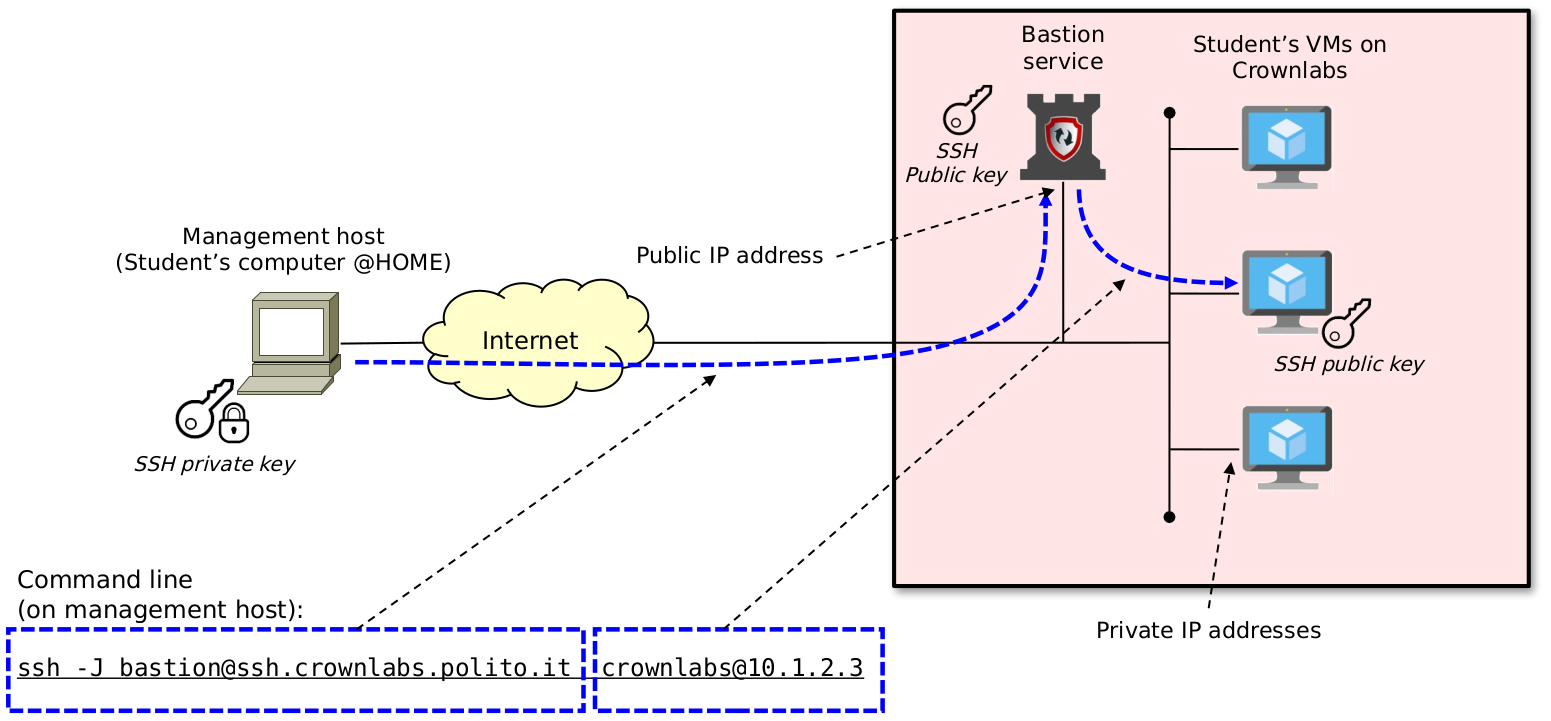 Bastion
service
Student’s VMs on
Crownlabs
SSH
Public key
Management host
(Student’s computer @HOME)
Public IP address
Internet
SSH public key
SSH private key
Command line
(on management host):
ssh -J bastion@ssh.crownlabs.polito.it crownlabs@10.1.2.3
Private IP addresses